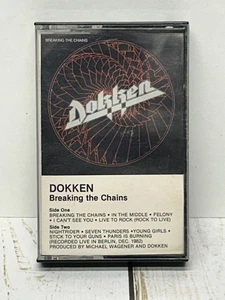 BREAKING THE CHAINS
Dokken
DOKKEN
Breaking the Chains
Side One
BREAKING THE CHAINS • IN THE MIDDLE • FELONY
• I CAN'T SEE YOU • LIVE TO ROCK (ROCK TO LIVE)
Side Two
NIGHTRIDER • SEVEN THUNDERS • YOUNG GIRLS •
STICK TO YOUR GUNS • PARIS IS BURNING
(RECORDED LIVE IN BERLIN, DEC. 1982)
PRODUCED BY MICHAEL WAGENER AND DOKKEN